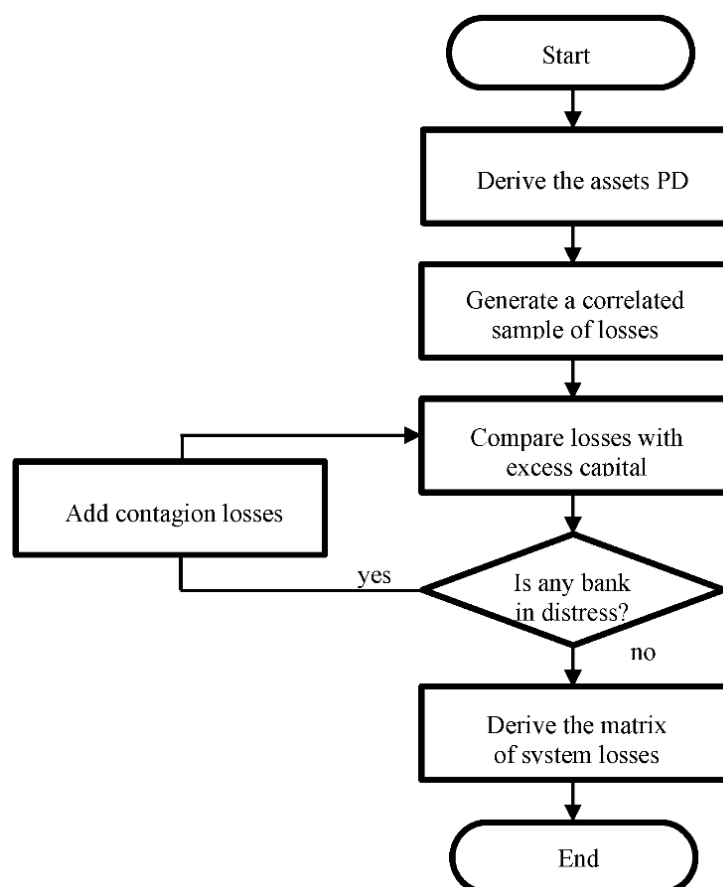 Start
Derive the assets PD
Generate a correlated
sample of losses
Compare losses with
excess capital
Add contagion losses
yes
Is any bank
in distress?
no
Derive the matrix
of system losses
End